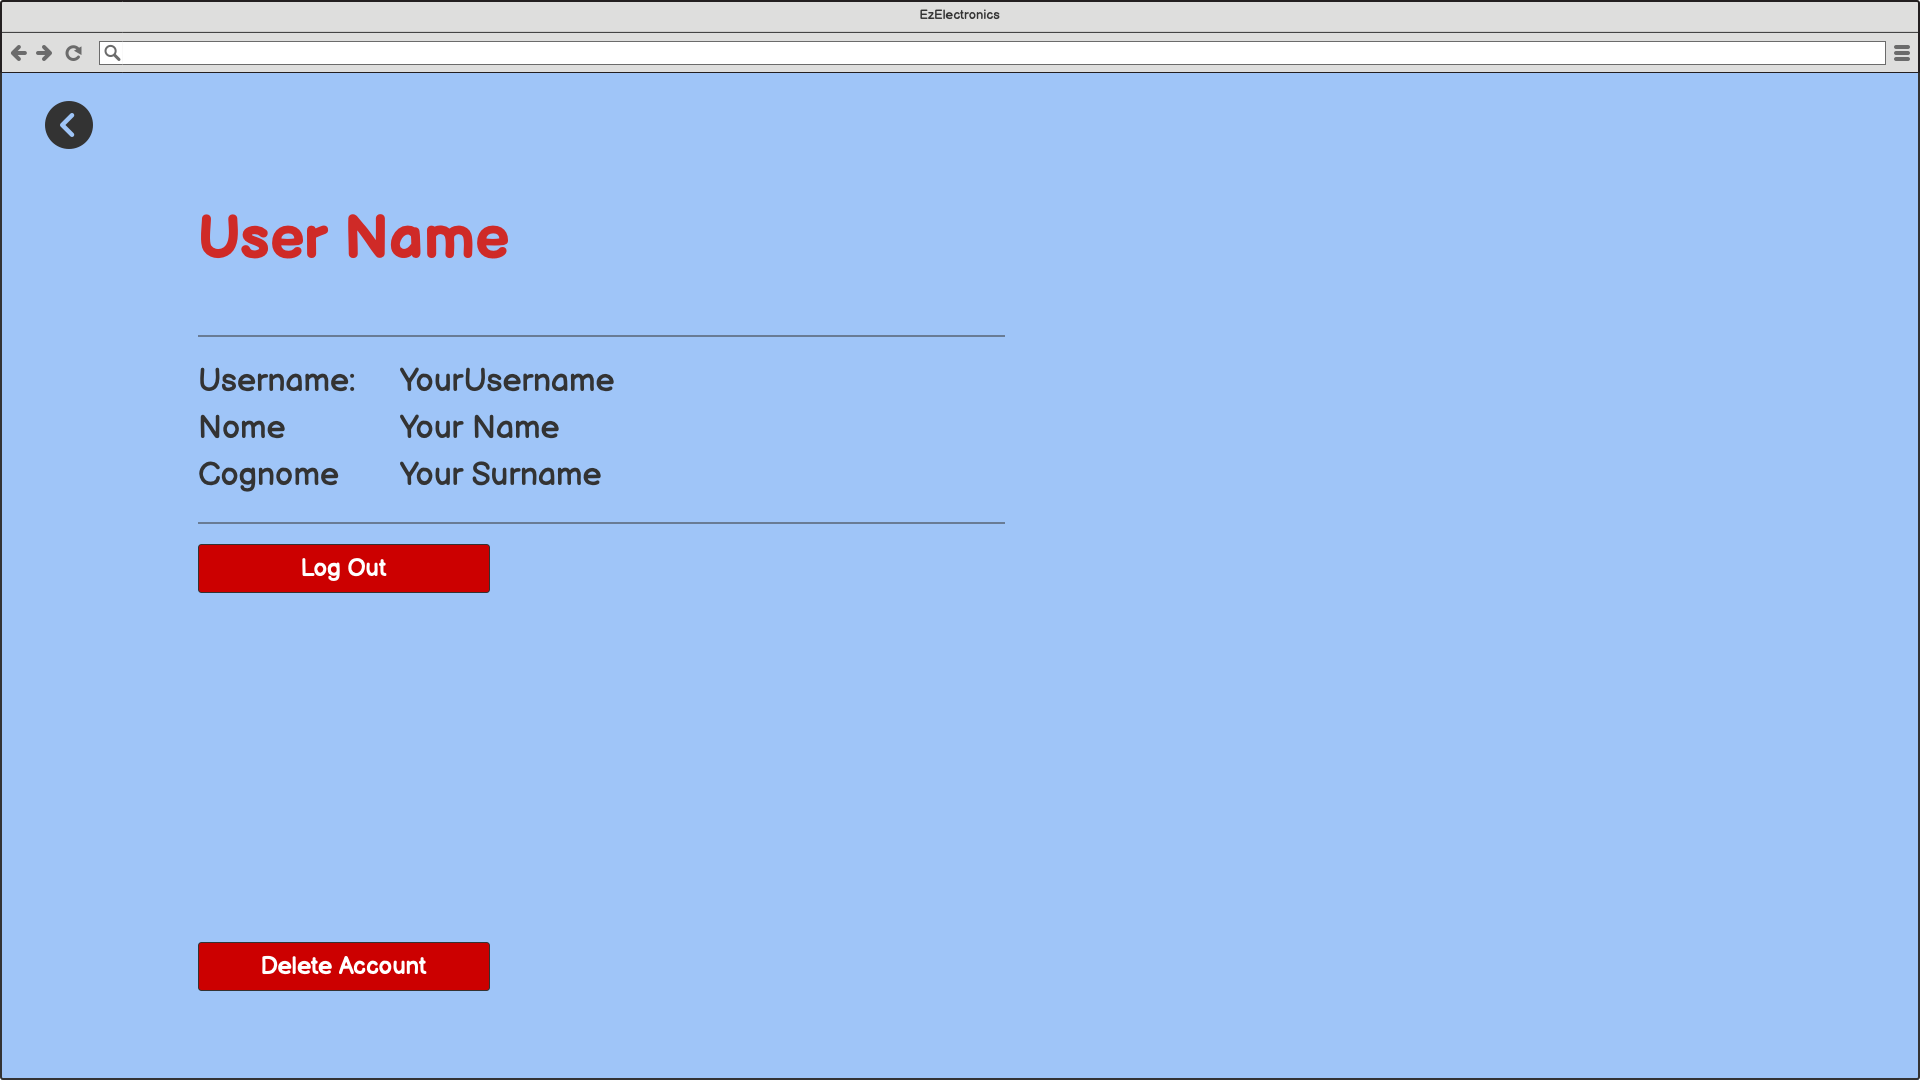 EzElectronics
User Name
Username: YourUsername
Nome Your Name
Cognome Your Surname
Log Out
Delete Account